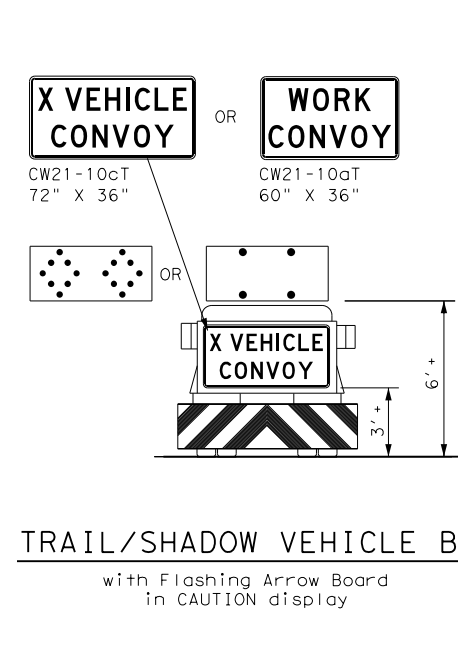 X VEHICLE
CONVOY
OR
WORK
CONVOY
CW21-10cT
72" X 36"
CW21-10aT
60" X 36"
OR
X VEHICLE
CONVOY
6' +
3' +
TRAIL/SHADOW VEHICLE B
with Flashing Arrow Board
in CAUTION display